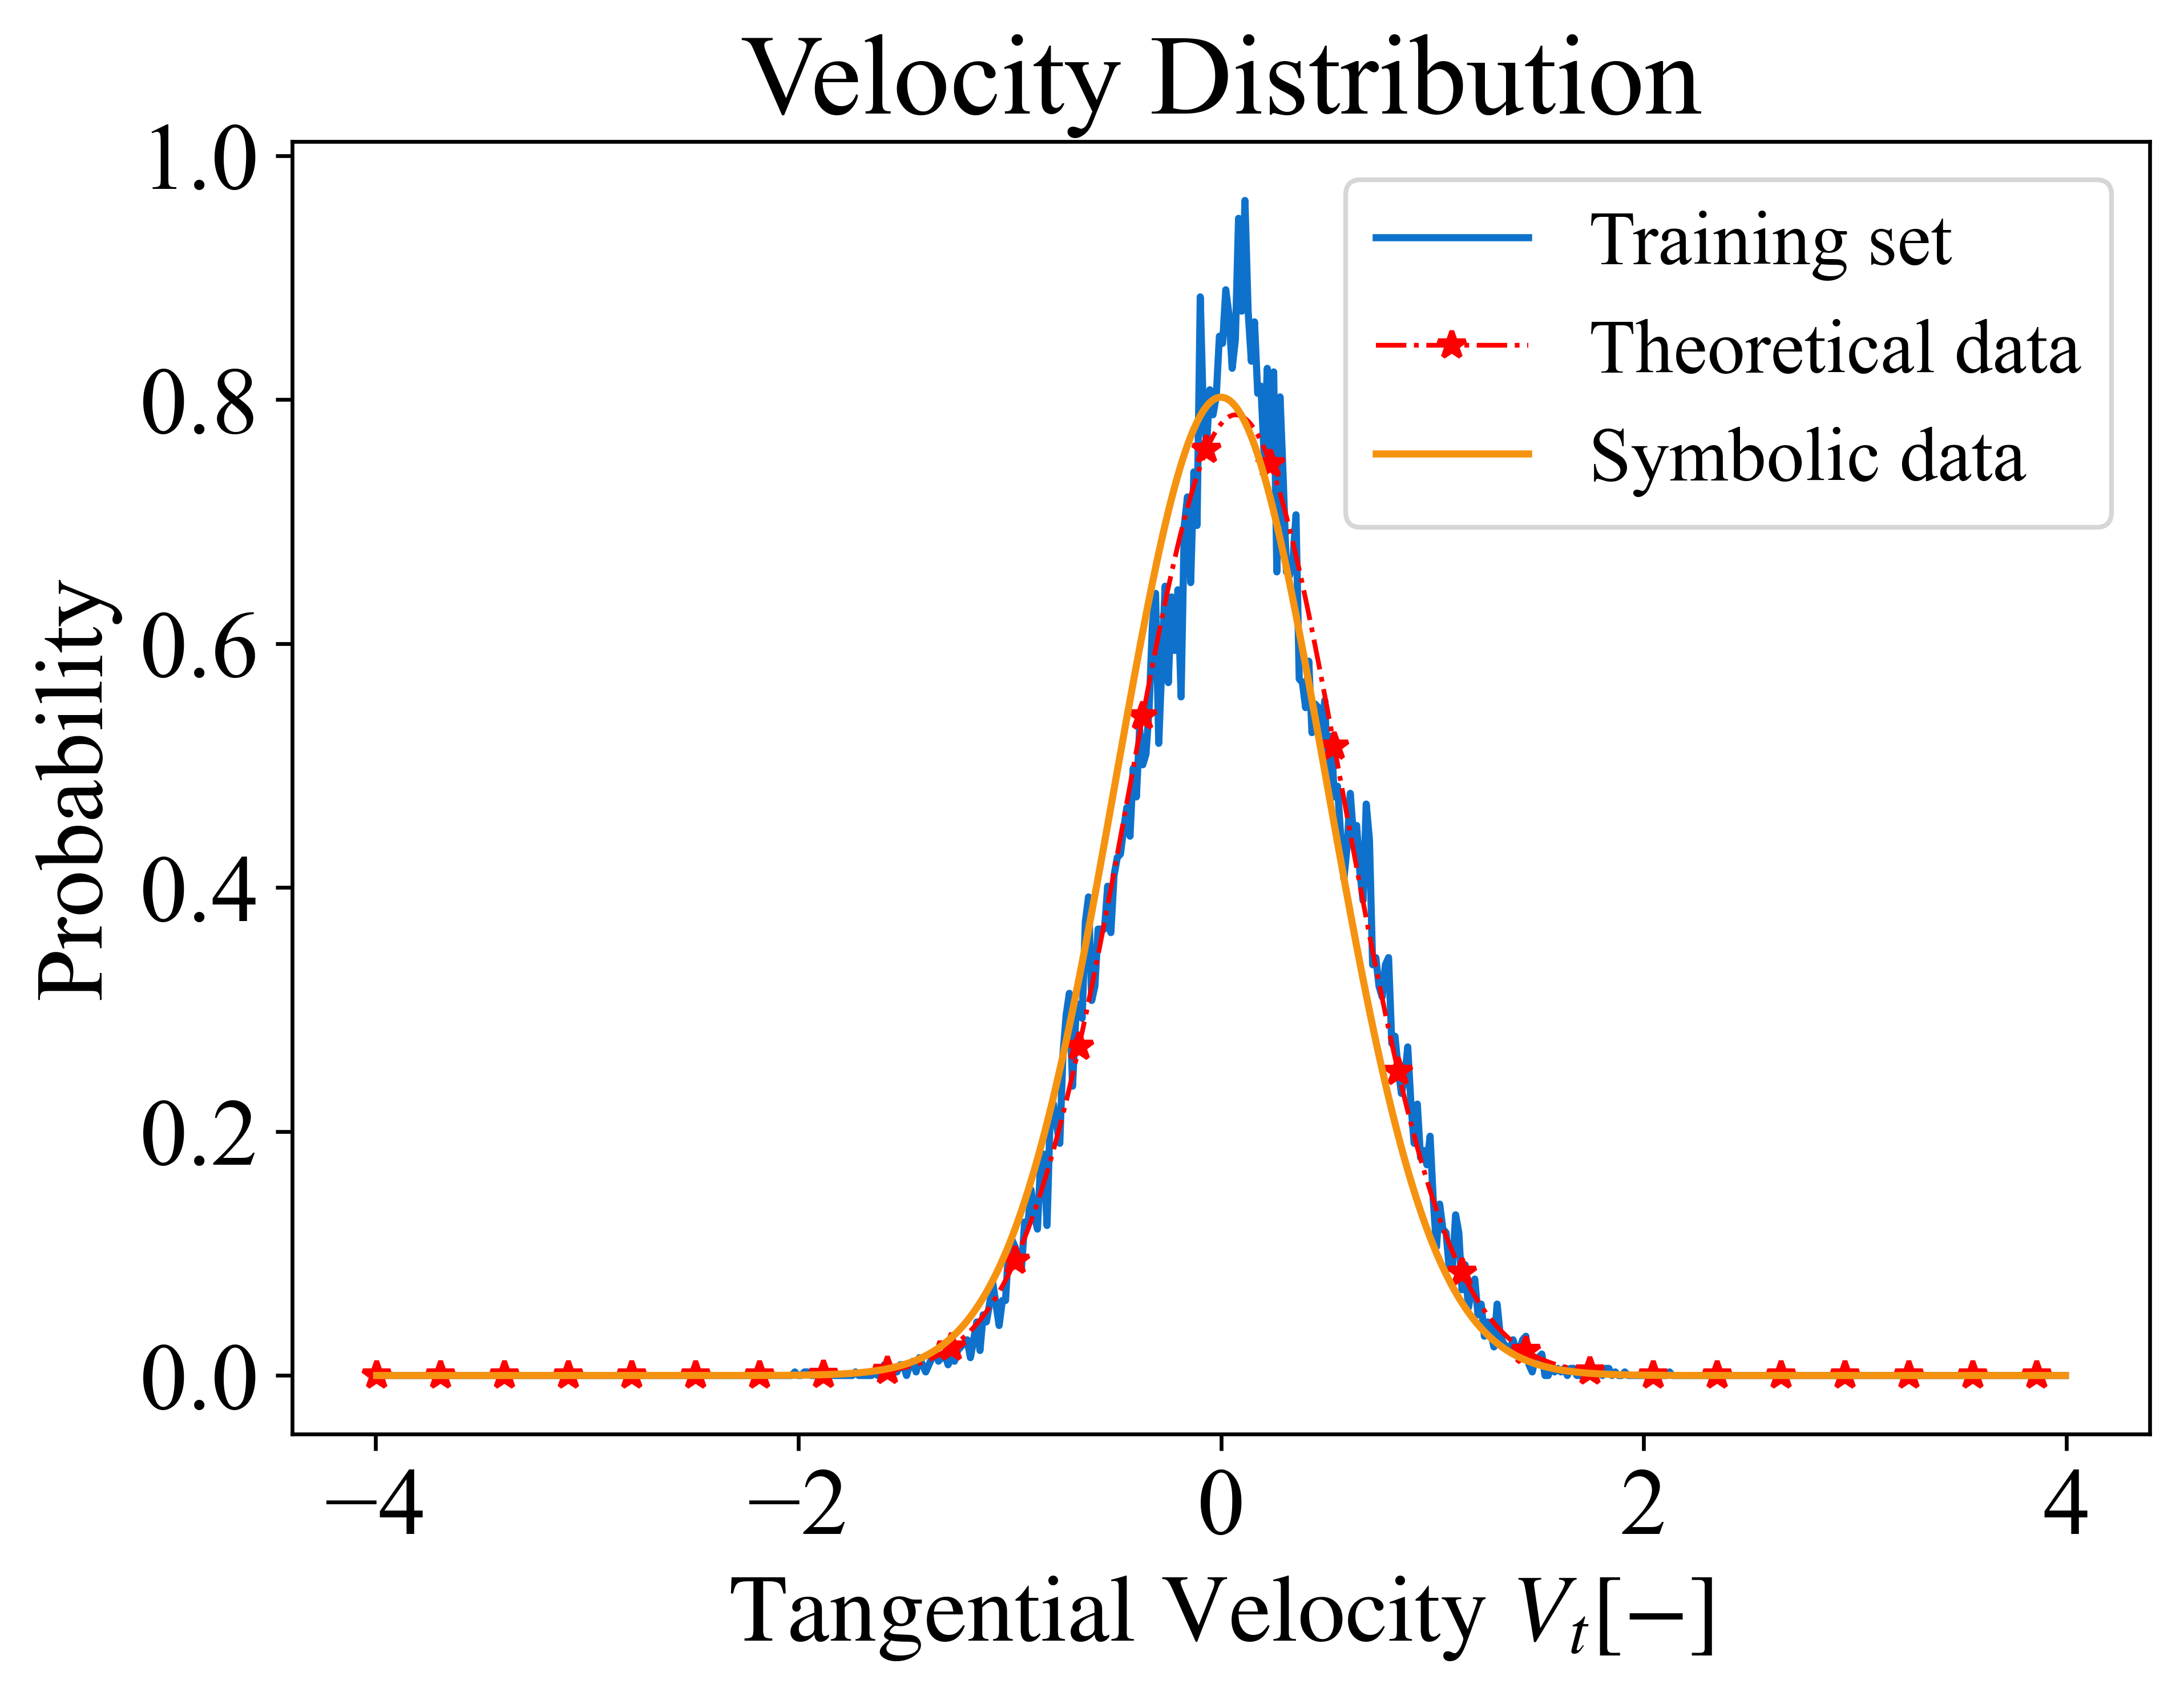 Velocity Distribution
1.0
0.8
0.6
0.4
0.2
0.0
Probability
Training set
Theoretical data
Symbolic data
−4 −2 0 2 4
Tangential Velocity Vₜ[−]